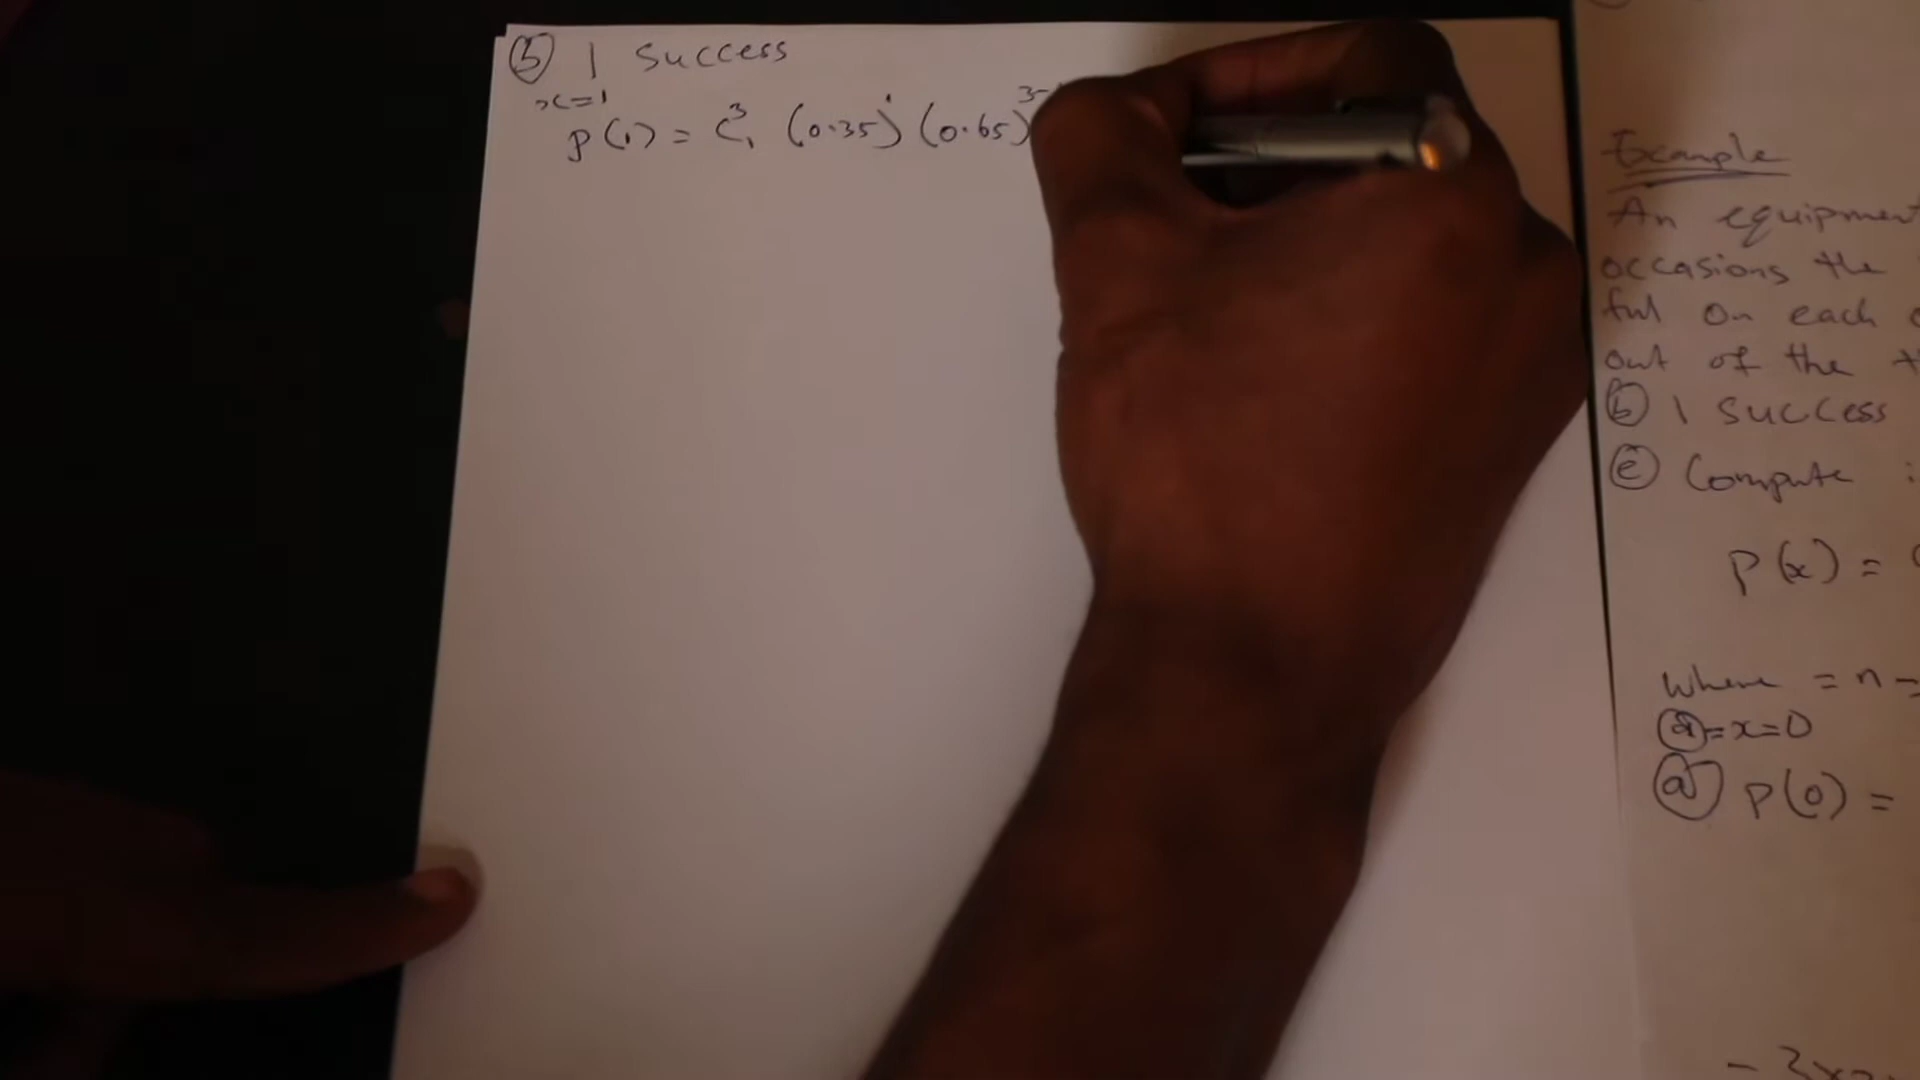 (b) 1 Success
x=1
P(1) = C³₁ (0.35)¹ (0.65)³⁻
Example
An equipment
occasions the
ful on each
out of the
(b) 1 Success
(e) Compute
P(x) =
Where = n
(a) = x=0
(a) P(0) =